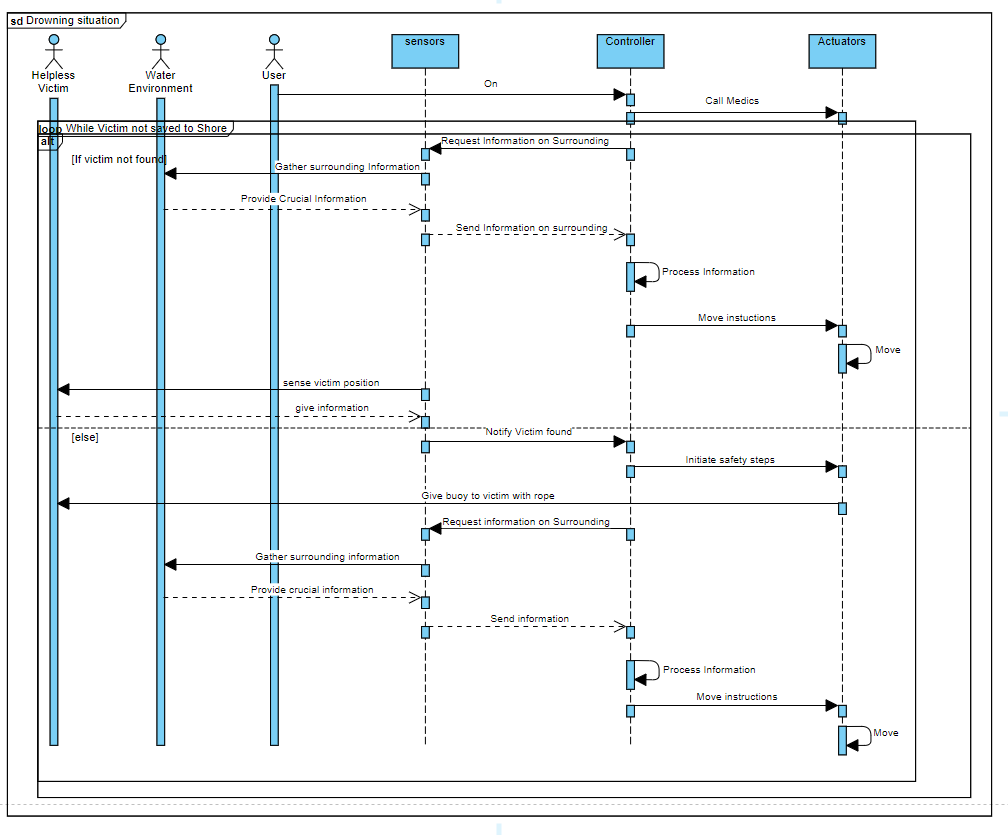 sd Drowning situation
Helpless
Victim
Water
Environment
User
sensors
Controller
Actuators
On
Call Medics
loop While Victim not saved to Shore
alt
Request Information on Surrounding
[If victim not found]
Gather surrounding Information
Provide Crucial Information
Send Information on surrounding
Process Information
Move instuctions
Move
sense victim position
give information
Notify Victim found
[else]
Initiate safety steps
Give buoy to victim with rope
Request information on Surrounding
Gather surrounding information
Provide crucial information
Send information
Process Information
Move instructions
Move